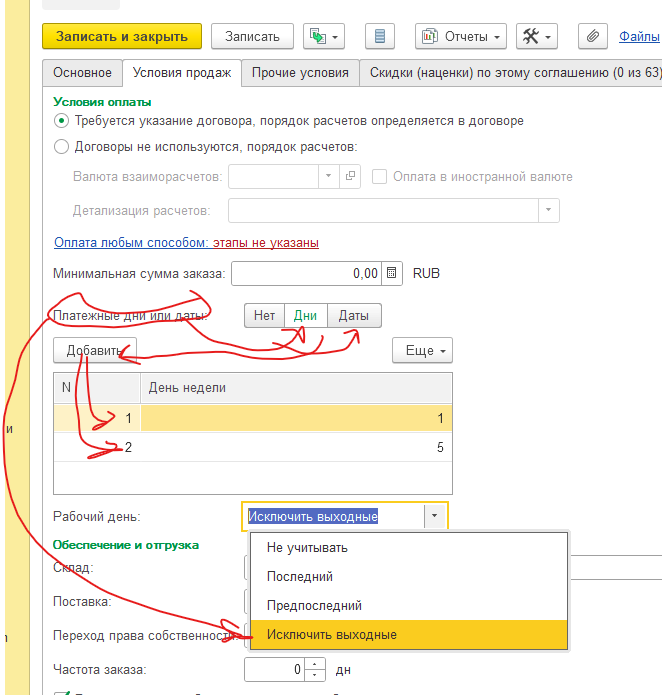 Записать и закрыть Записать Отчеты Файлы
Основное Условия продаж Прочие условия Скидки (наценки) по этому соглашению (0 из 63)
Условия оплаты
Требуется указание договора, порядок расчетов определяется в договоре
Договоры не используются, порядок расчетов:
Валюта взаиморасчетов: Оплата в иностранной валюте
Детализация расчетов:
Оплата любым способом: этапы не указаны
Минимальная сумма заказа: 0,00 RUB
Платежные дни или даты: Нет Дни Даты
Добавить Еще
N День недели
1 1
2 5
Рабочий день: Исключить выходные
Не учитывать
Обеспечение и отгрузка
Склад:
Последний
Поставка:
Предпоследний
Переход права собственности:
Исключить выходные
Частота заказа: 0 дн